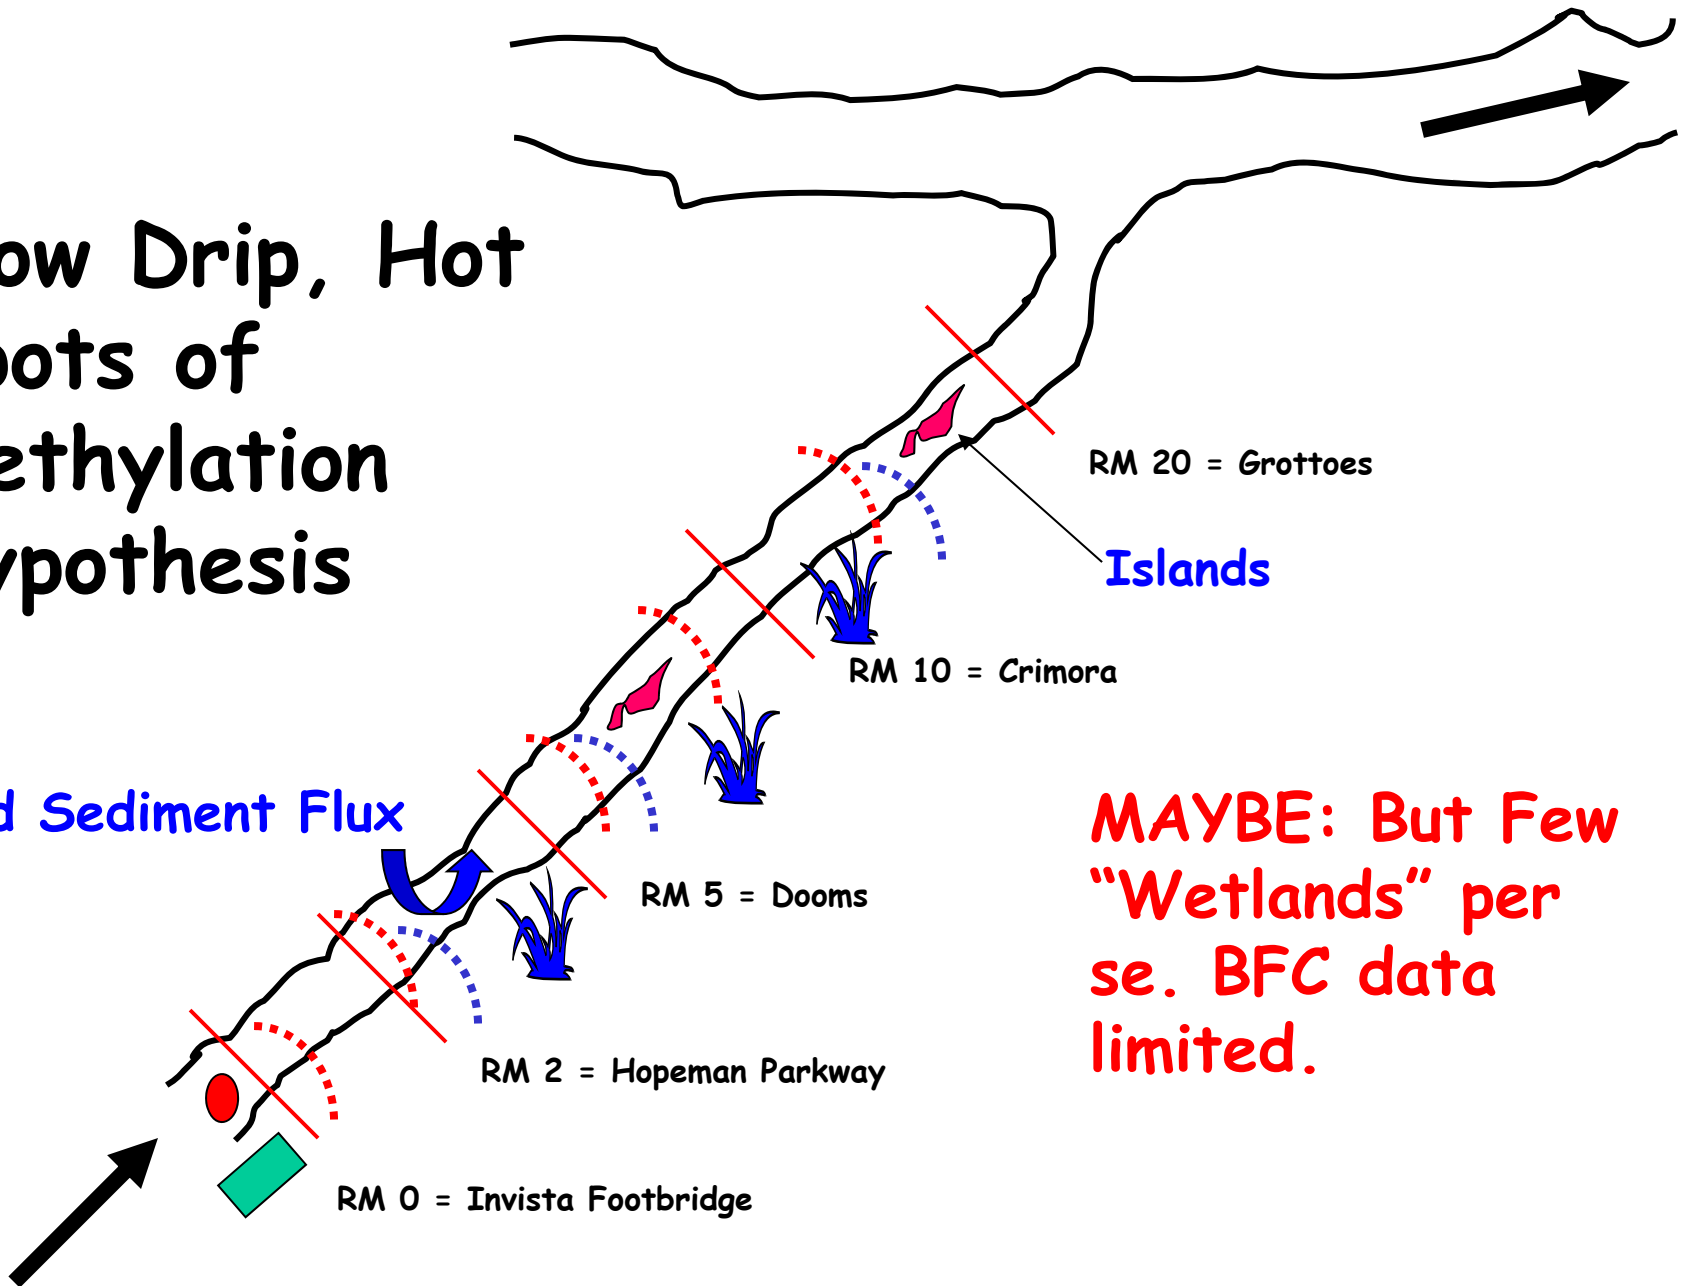 ow Drip, Hot
oots of
ethylation
ypothesis
RM 20 = Grottoes
Islands
RM 10 = Crimora
d Sediment Flux
MAYBE: But Few
“Wetlands” per
se. BFC data
limited.
RM 5 = Dooms
RM 2 = Hopeman Parkway
RM 0 = Invista Footbridge